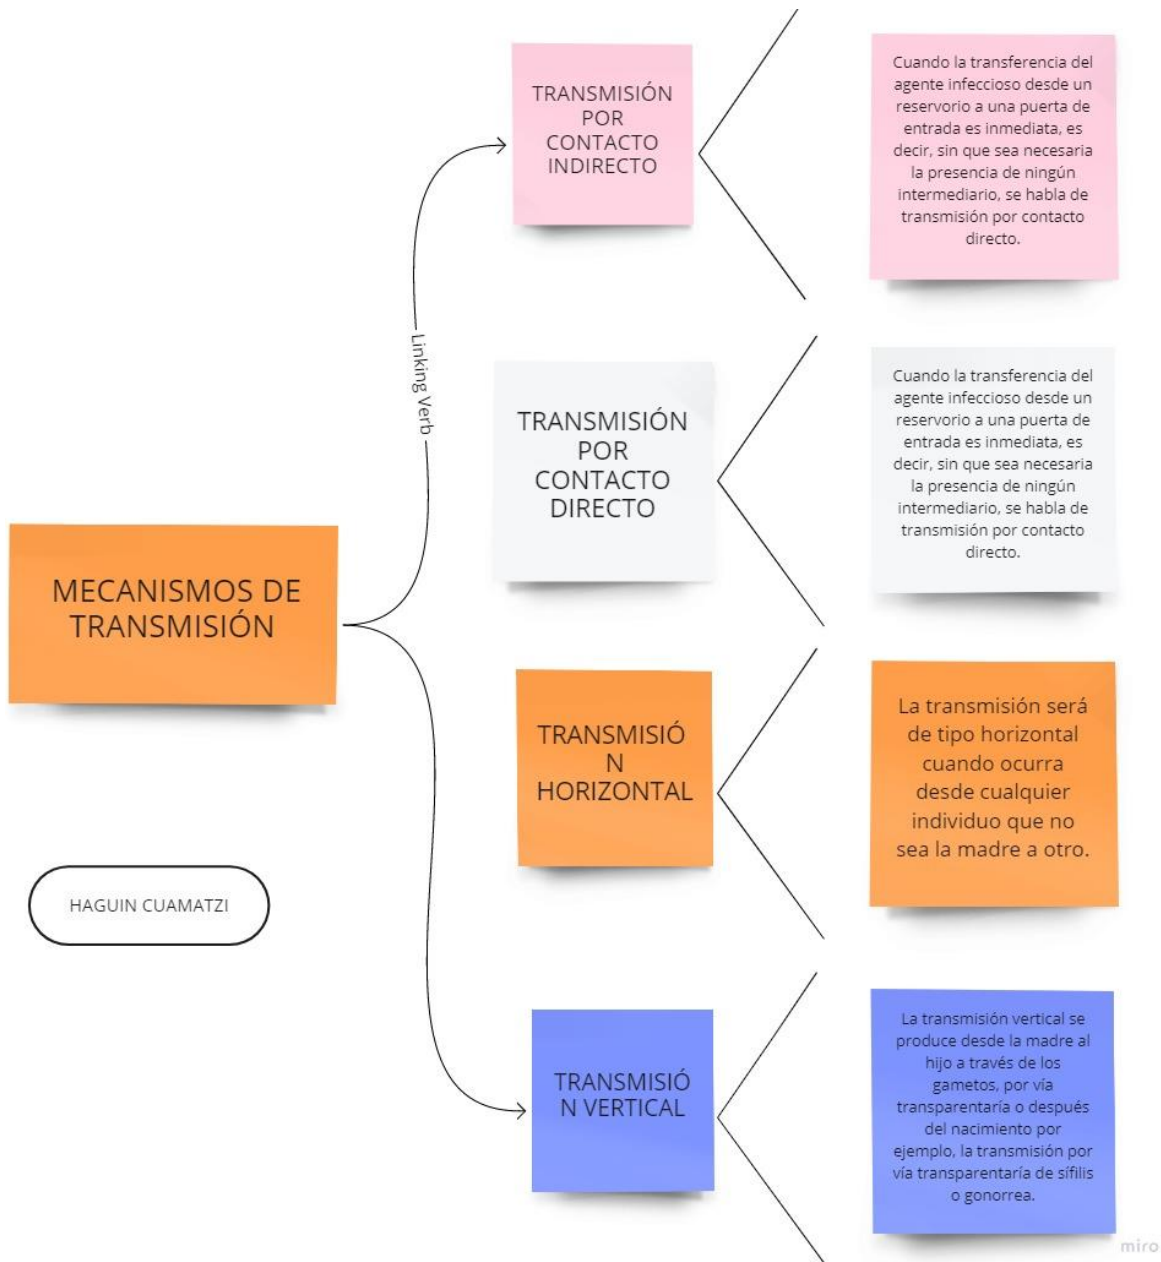 TRANSMISIÓN
POR
CONTACTO
INDIRECTO
Cuando la transferencia del
agente infeccioso desde un
reservorio a una puerta de
entrada es inmediata, es
decir, sin que sea necesaria
la presencia de ningún
intermediario, se habla de
transmisión por contacto
directo.
Linking Verb
TRANSMISIÓN
POR
CONTACTO
DIRECTO
Cuando la transferencia del
agente infeccioso desde un
reservorio a una puerta de
entrada es inmediata, es
decir, sin que sea necesaria
la presencia de ningún
intermediario, se habla de
transmisión por contacto
directo.
MECANISMOS DE
TRANSMISIÓN
TRANSMISIÓ
N
HORIZONTAL
La transmisión será
de tipo horizontal
cuando ocurra
desde cualquier
individuo que no
sea la madre a otro.
HAGUIN CUAMATZI
TRANSMISIÓ
N VERTICAL
La transmisión vertical se
produce desde la madre al
hijo a través de los
gametos, por vía
transparentaría o después
del nacimiento por
ejemplo, la transmisión por
vía transparentaría de sífilis
o gonorrea.
miro